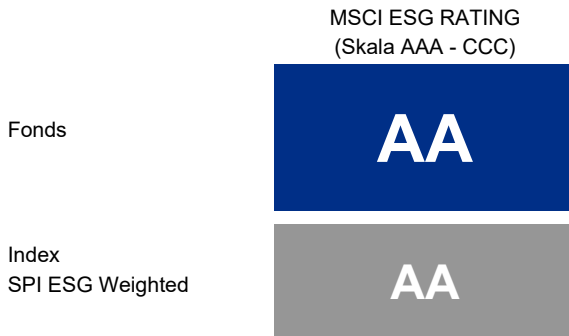 MSCI ESG RATING
(Skala AAA - CCC)
Fonds
AA
Index
SPI ESG Weighted
AA